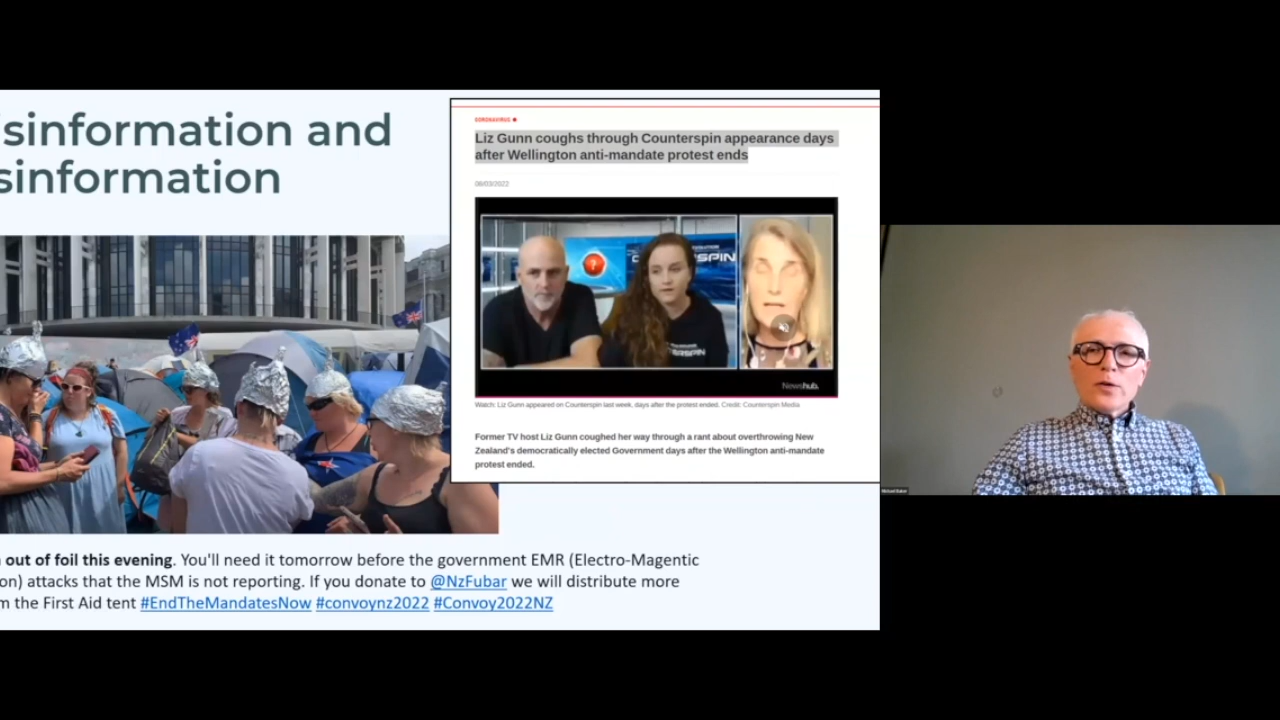 sinformation and
sinformation
CORONAVIRUS
Liz Gunn coughs through Counterspin appearance days
after Wellington anti-mandate protest ends
08/03/2022
SPIN
ERSPIN
Newshub.
Watch: Liz Gunn appeared on Counterspin last week, days after the protest ended. Credit: Counterspin Media
Former TV host Liz Gunn coughed her way through a rant about overthrowing New
Zealand's democratically elected Government days after the Wellington anti-mandate
protest ended.
out of foil this evening. You'll need it tomorrow before the government EMR (Electro-Magentic
on) attacks that the MSM is not reporting. If you donate to @NzFubar we will distribute more
m the First Aid tent #EndTheMandatesNow #convoynz2022 #Convoy2022NZ
Michael Baker